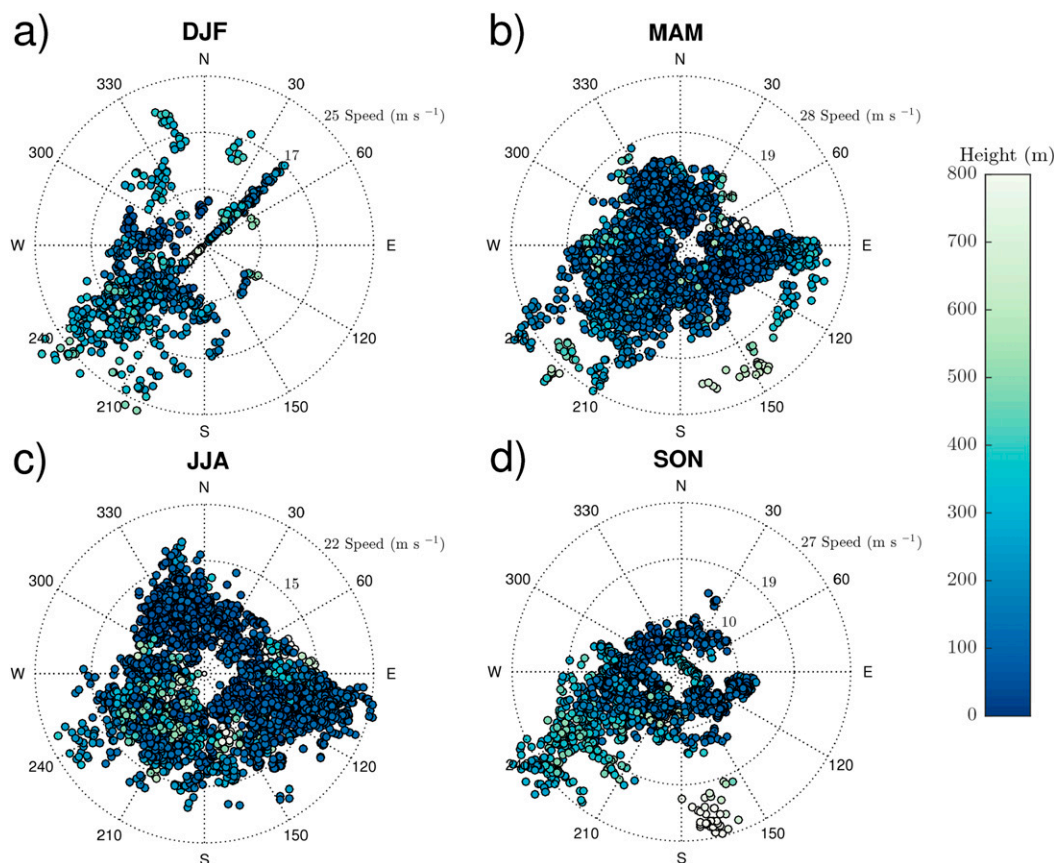 a)
DJF
N
330
30
25 Speed (m s −1)
300
17
60
W
E
240
120
210
150
S
b)
MAM
N
330
30
28 Speed (m s −1)
300
19
60
W
E
240
120
210
150
S
Height (m)
800
700
600
500
400
300
200
100
0
c)
JJA
N
330
30
22 Speed (m s −1)
300
15
60
W
E
240
120
210
150
S
d)
SON
N
330
30
27 Speed (m s −1)
300
19
60
10
W
E
240
120
210
150
S